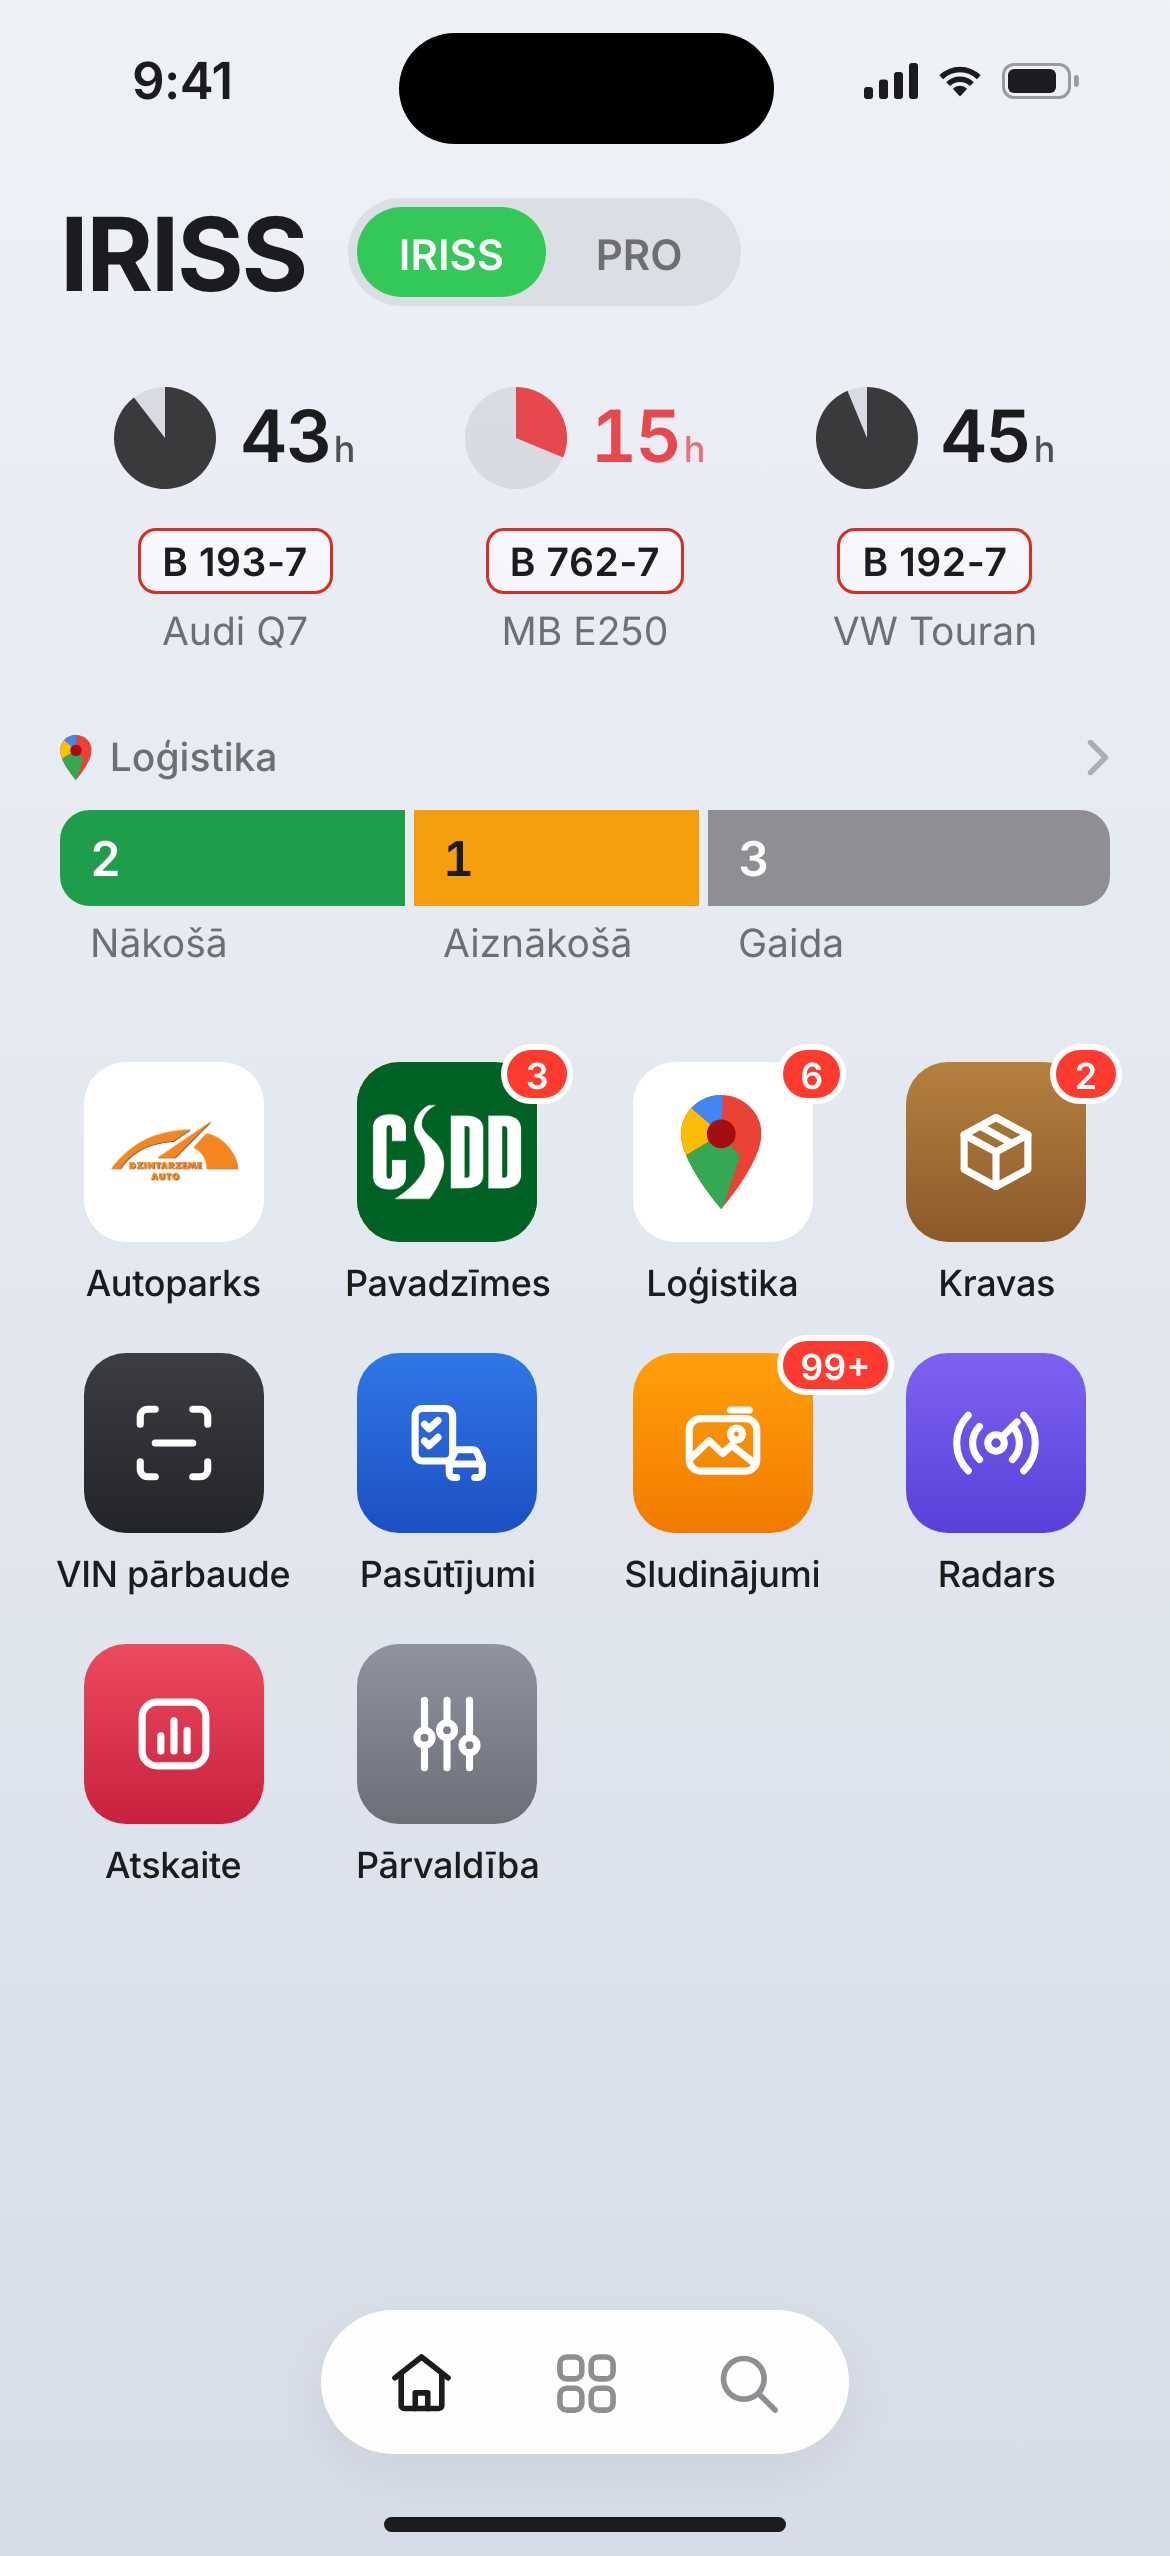 9:41
IRISS IRISS PRO
43h 15h 45h
B 193-7 B 762-7 B 192-7
Audi Q7 MB E250 VW Touran
Loģistika
2 1 3
Nākošā Aiznākošā Gaida
3 6 2
DZINTARZEME
AUTO
CSDD
Autoparks Pavadzīmes Loģistika Kravas
99+
VIN pārbaude Pasūtījumi Sludinājumi Radars
Atskaite Pārvaldība